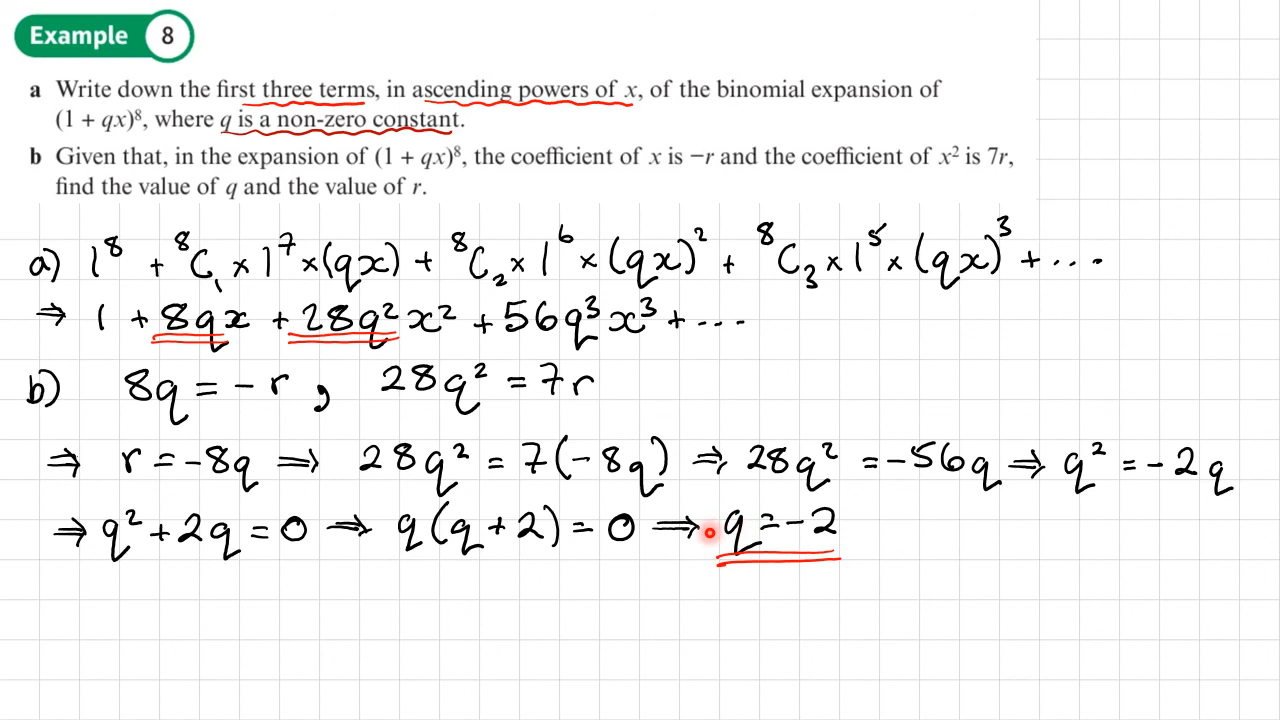 Example 8
a Write down the first three terms, in ascending powers of x, of the binomial expansion of
(1 + qx)⁸, where q is a non-zero constant.
b Given that, in the expansion of (1 + qx)⁸, the coefficient of x is −r and the coefficient of x² is 7r,
find the value of q and the value of r.
a) 1⁸ + ⁸C₁ × 1⁷ × (qx) + ⁸C₂ × 1⁶ × (qx)² + ⁸C₃ × 1⁵ × (qx)³ + ....
⇒ 1 + 8qx + 28q²x² + 56q³x³ + ...
b) 8q = −r , 28q² = 7r
⇒ r = −8q ⇒ 28q² = 7(−8q) ⇒ 28q² = −56q ⇒ q² = −2q
⇒ q² + 2q = 0 ⇒ q(q + 2) = 0 ⇒ q = −2